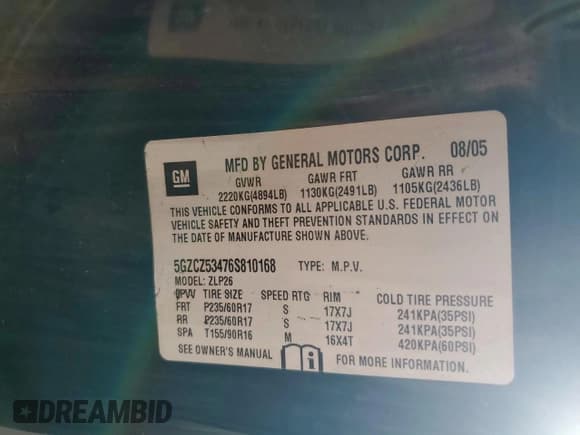 GM
MFD BY GENERAL MOTORS CORP. 08/05
GVWR GAWR FRT GAWR RR
2220KG(4894LB) 1130KG(2491LB) 1105KG(2436LB)
THIS VEHICLE CONFORMS TO ALL APPLICABLE U.S. FEDERAL MOTOR
VEHICLE SAFETY AND THEFT PREVENTION STANDARDS IN EFFECT ON
THE DATE OF MANUFACTURE SHOWN ABOVE.
5GZCZ53476S810168 TYPE: M.P.V.
MODEL: ZLP26
TIRE SIZE SPEED RTG RIM COLD TIRE PRESSURE
FRT P235/60R17 S 17X7J 241KPA(35PSI)
RR P235/60R17 S 17X7J 241KPA(35PSI)
SPA T155/90R16 M 16X4T 420KPA(60PSI)
SEE OWNER'S MANUAL FOR MORE INFORMATION.
DREAMBID